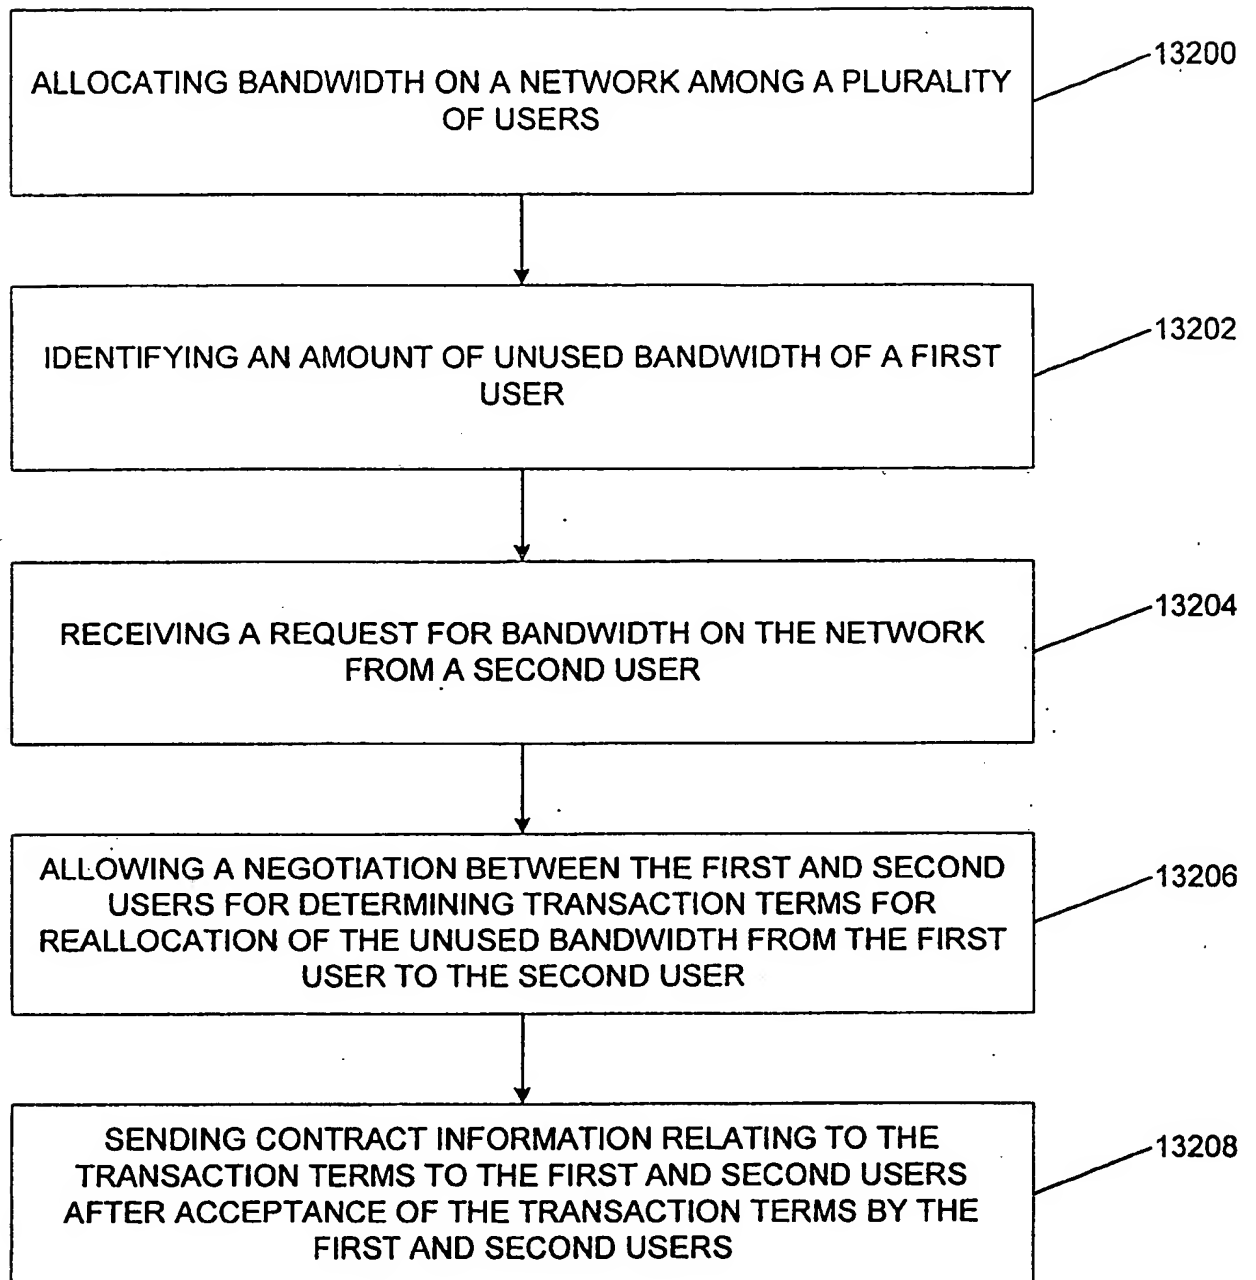 ALLOCATING BANDWIDTH ON A NETWORK AMONG A PLURALITY
OF USERS
13200
IDENTIFYING AN AMOUNT OF UNUSED BANDWIDTH OF A FIRST
USER
13202
RECEIVING A REQUEST FOR BANDWIDTH ON THE NETWORK
FROM A SECOND USER
13204
ALLOWING A NEGOTIATION BETWEEN THE FIRST AND SECOND
USERS FOR DETERMINING TRANSACTION TERMS FOR
REALLOCATION OF THE UNUSED BANDWIDTH FROM THE FIRST
USER TO THE SECOND USER
13206
SENDING CONTRACT INFORMATION RELATING TO THE
TRANSACTION TERMS TO THE FIRST AND SECOND USERS
AFTER ACCEPTANCE OF THE TRANSACTION TERMS BY THE
FIRST AND SECOND USERS
13208